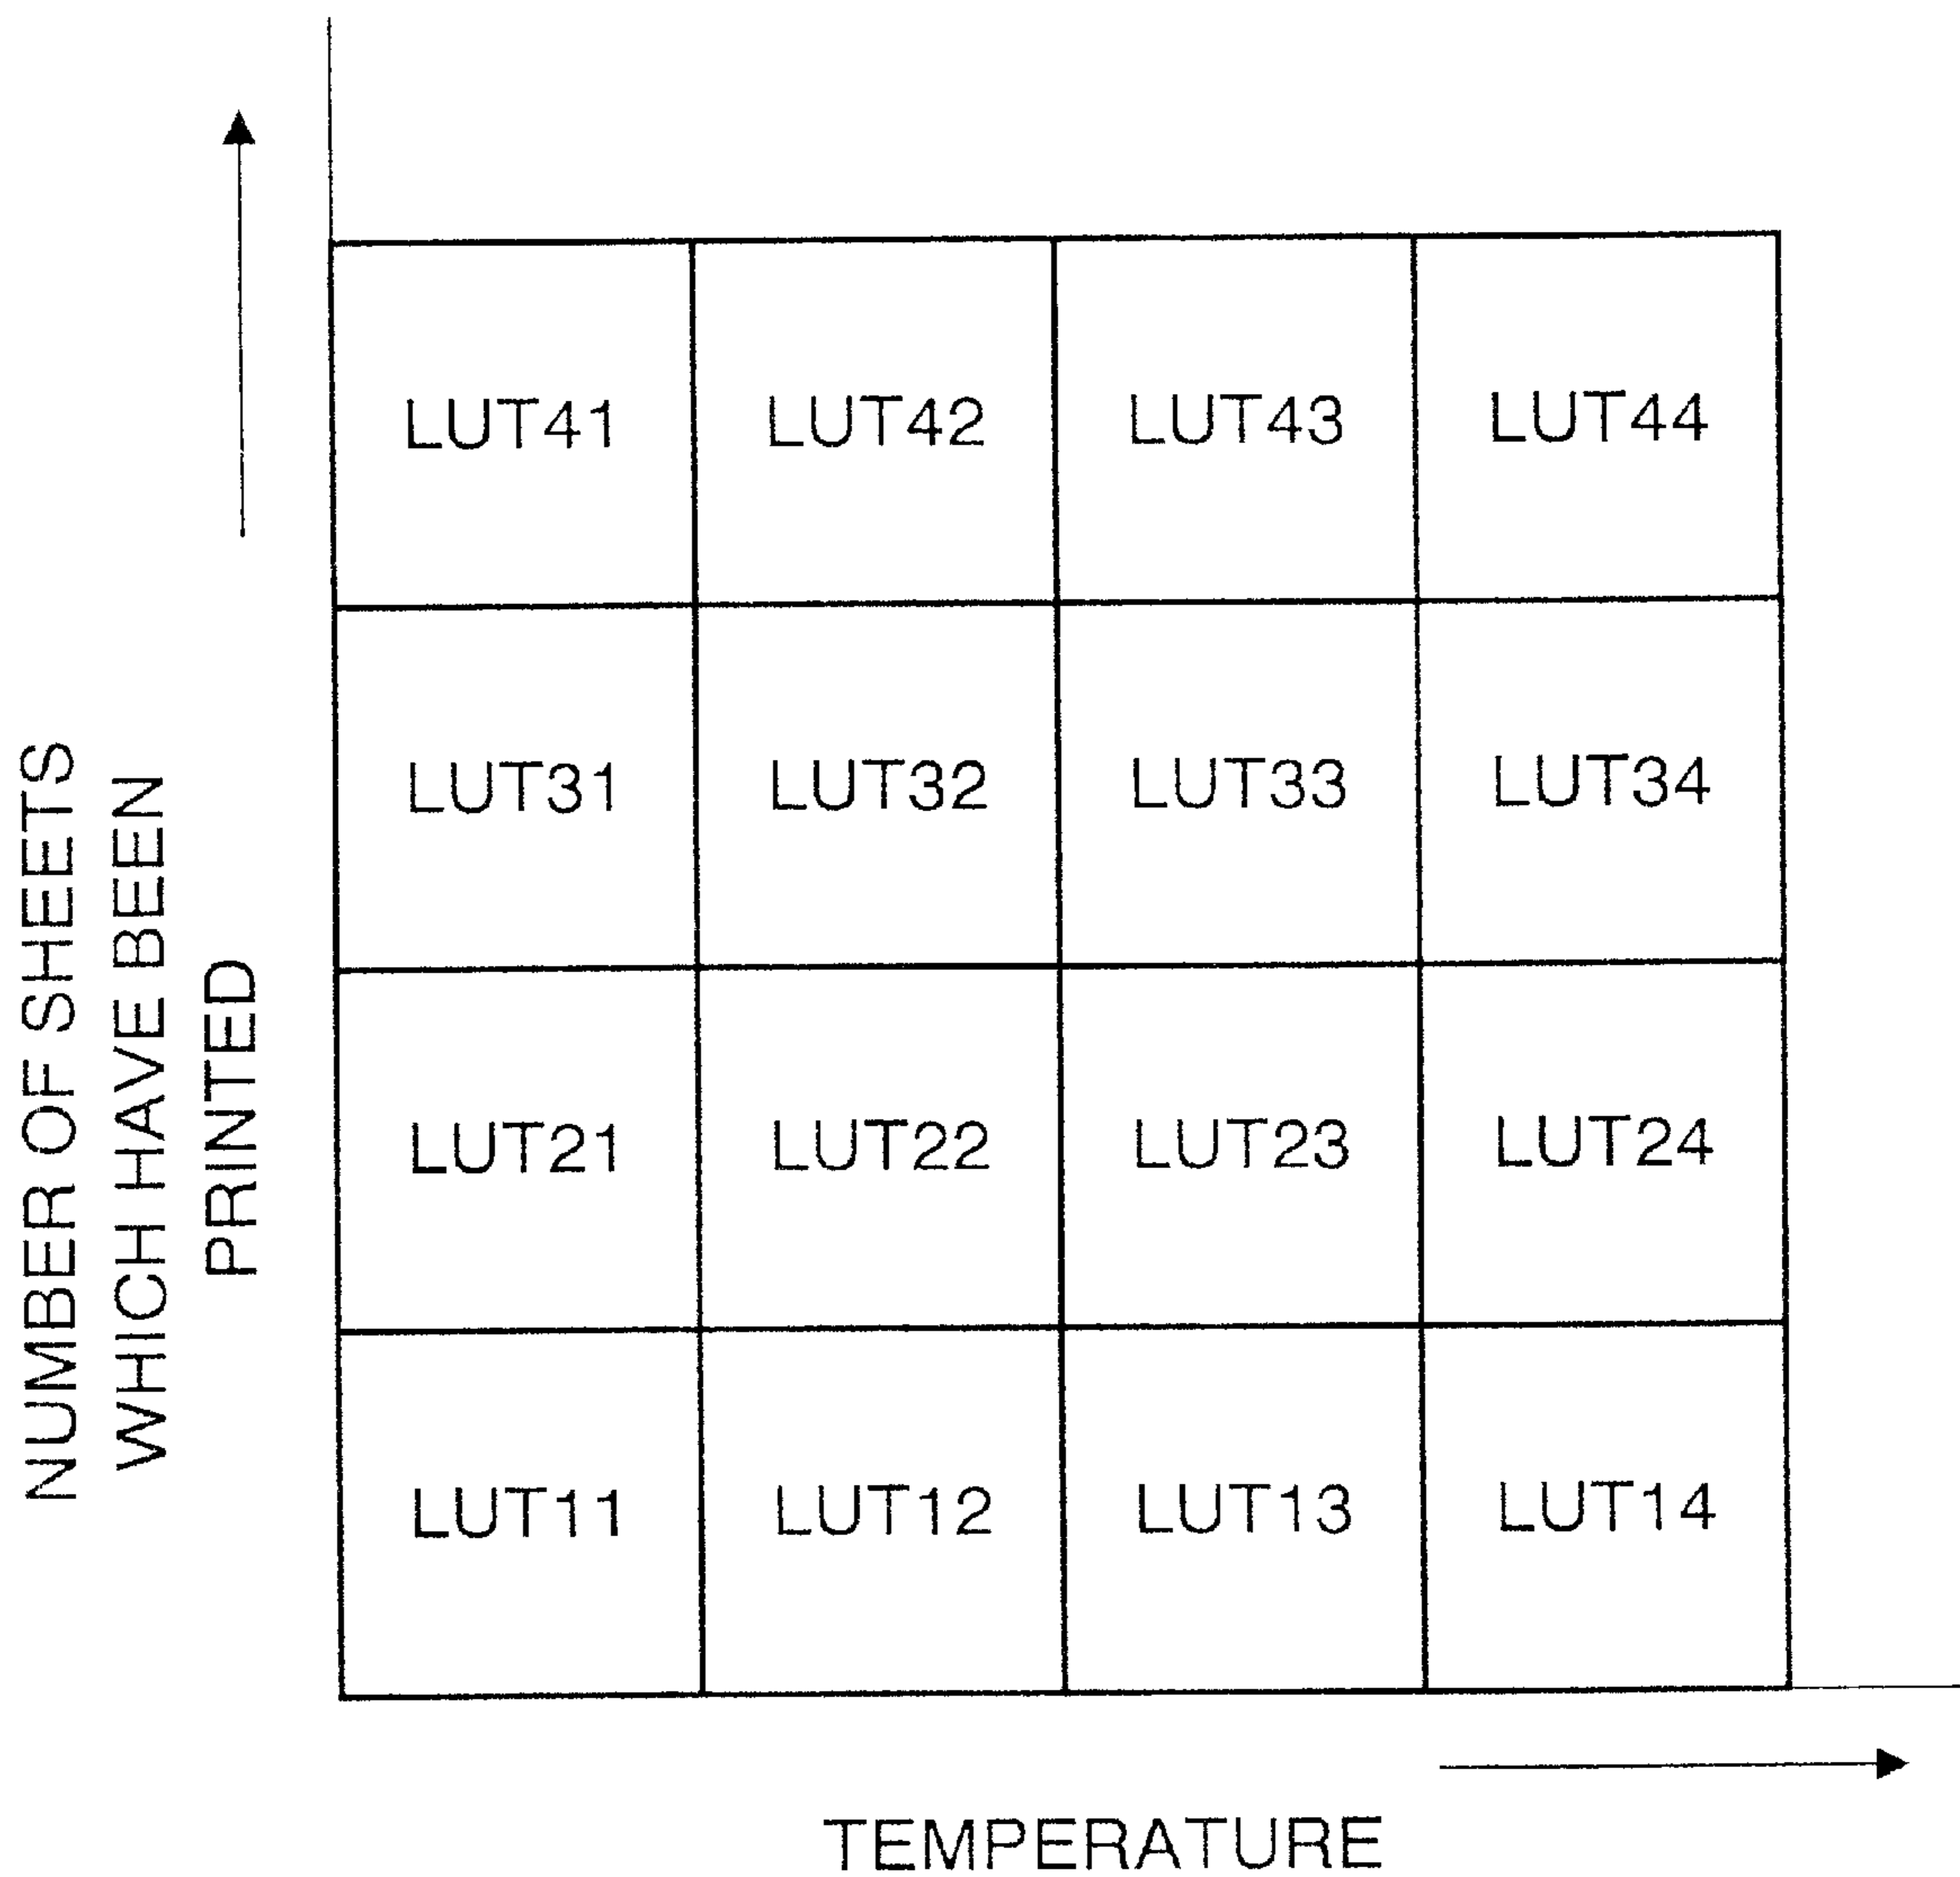 NUMBER OF SHEETS
WHICH HAVE BEEN
PRINTED
LUT41 LUT42 LUT43 LUT44
LUT31 LUT32 LUT33 LUT34
LUT21 LUT22 LUT23 LUT24
LUT11 LUT12 LUT13 LUT14
TEMPERATURE